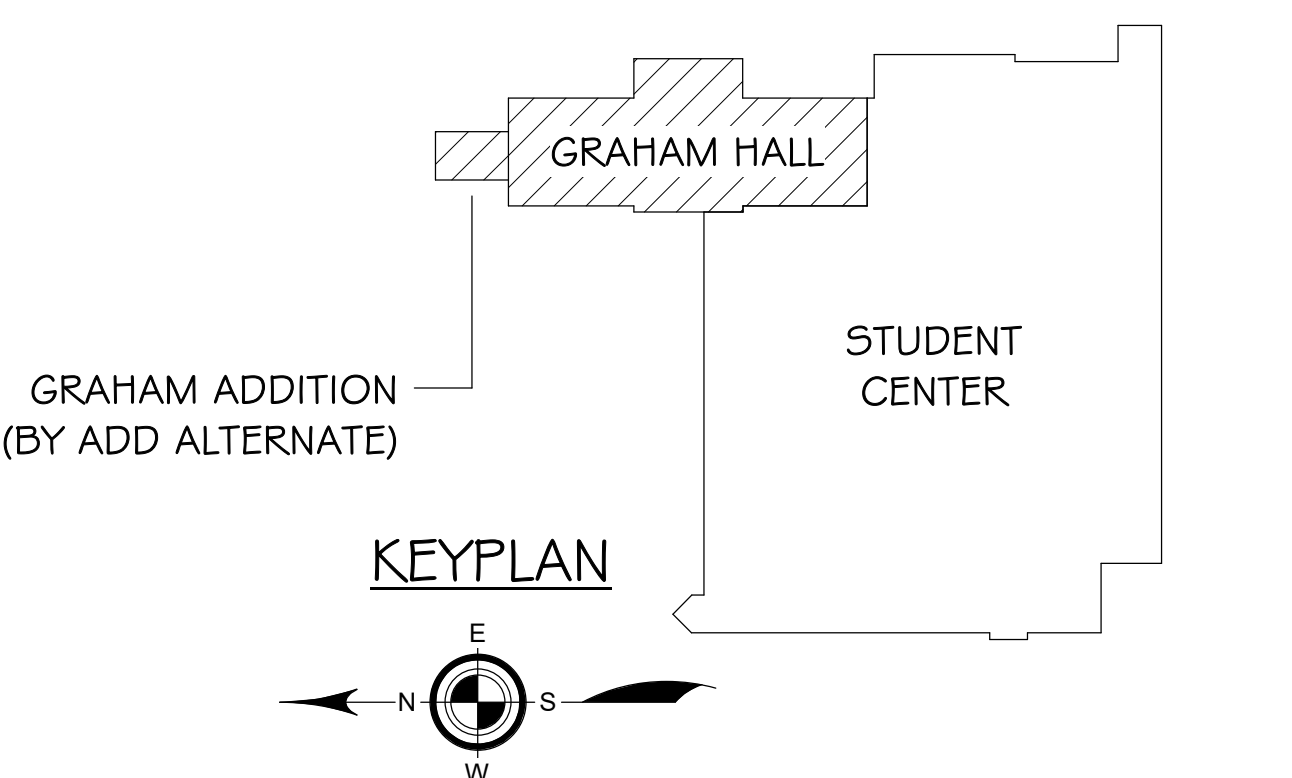 GRAHAM HALL
STUDENT
CENTER
GRAHAM ADDITION
(BY ADD ALTERNATE)
KEYPLAN
E
N
S
W